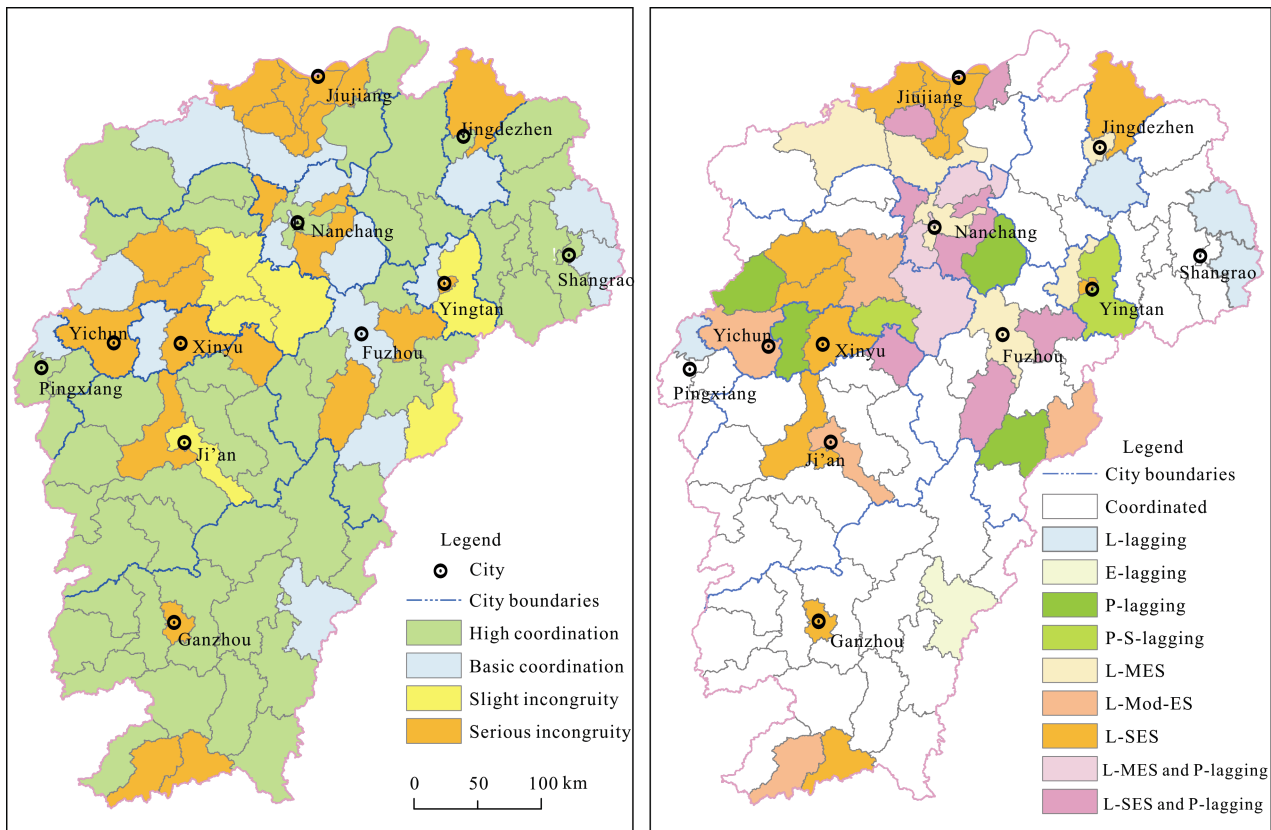 Jiujiang
Jingdezhen
Nanchang
Shangrao
Yingtan
Fuzhou
Yichun
Xinyu
Pingxiang
Ji'an
Ganzhou
Legend
City
City boundaries
High coordination
Basic coordination
Slight incongruity
Serious incongruity
0 50 100 km
Jiujiang
Jingdezhen
Nanchang
Shangrao
Yingtan
Fuzhou
Yichun
Xinyu
Pingxiang
Ji'an
Ganzhou
Legend
City boundaries
Coordinated
L-lagging
E-lagging
P-lagging
P-S-lagging
L-MES
L-Mod-ES
L-SES
L-MES and P-lagging
L-SES and P-lagging